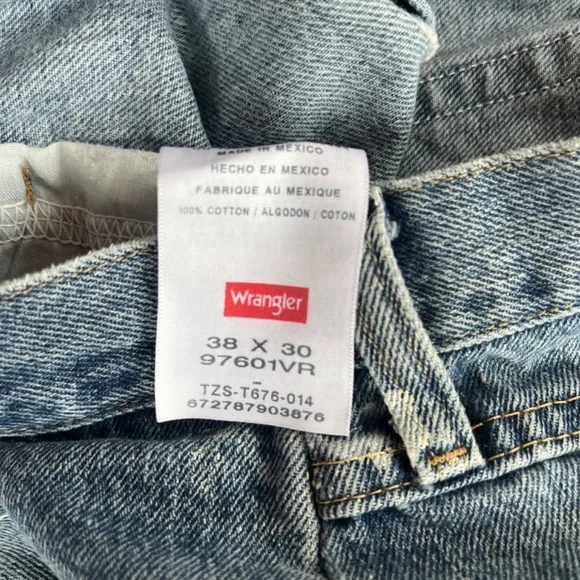 MADE IN MEXICO
HECHO EN MEXICO
FABRIQUE AU MEXIQUE
100% COTTON / ALGODON / COTON
Wrangler
38 X 30
97601VR
-
TZS-T676-014
672787903876